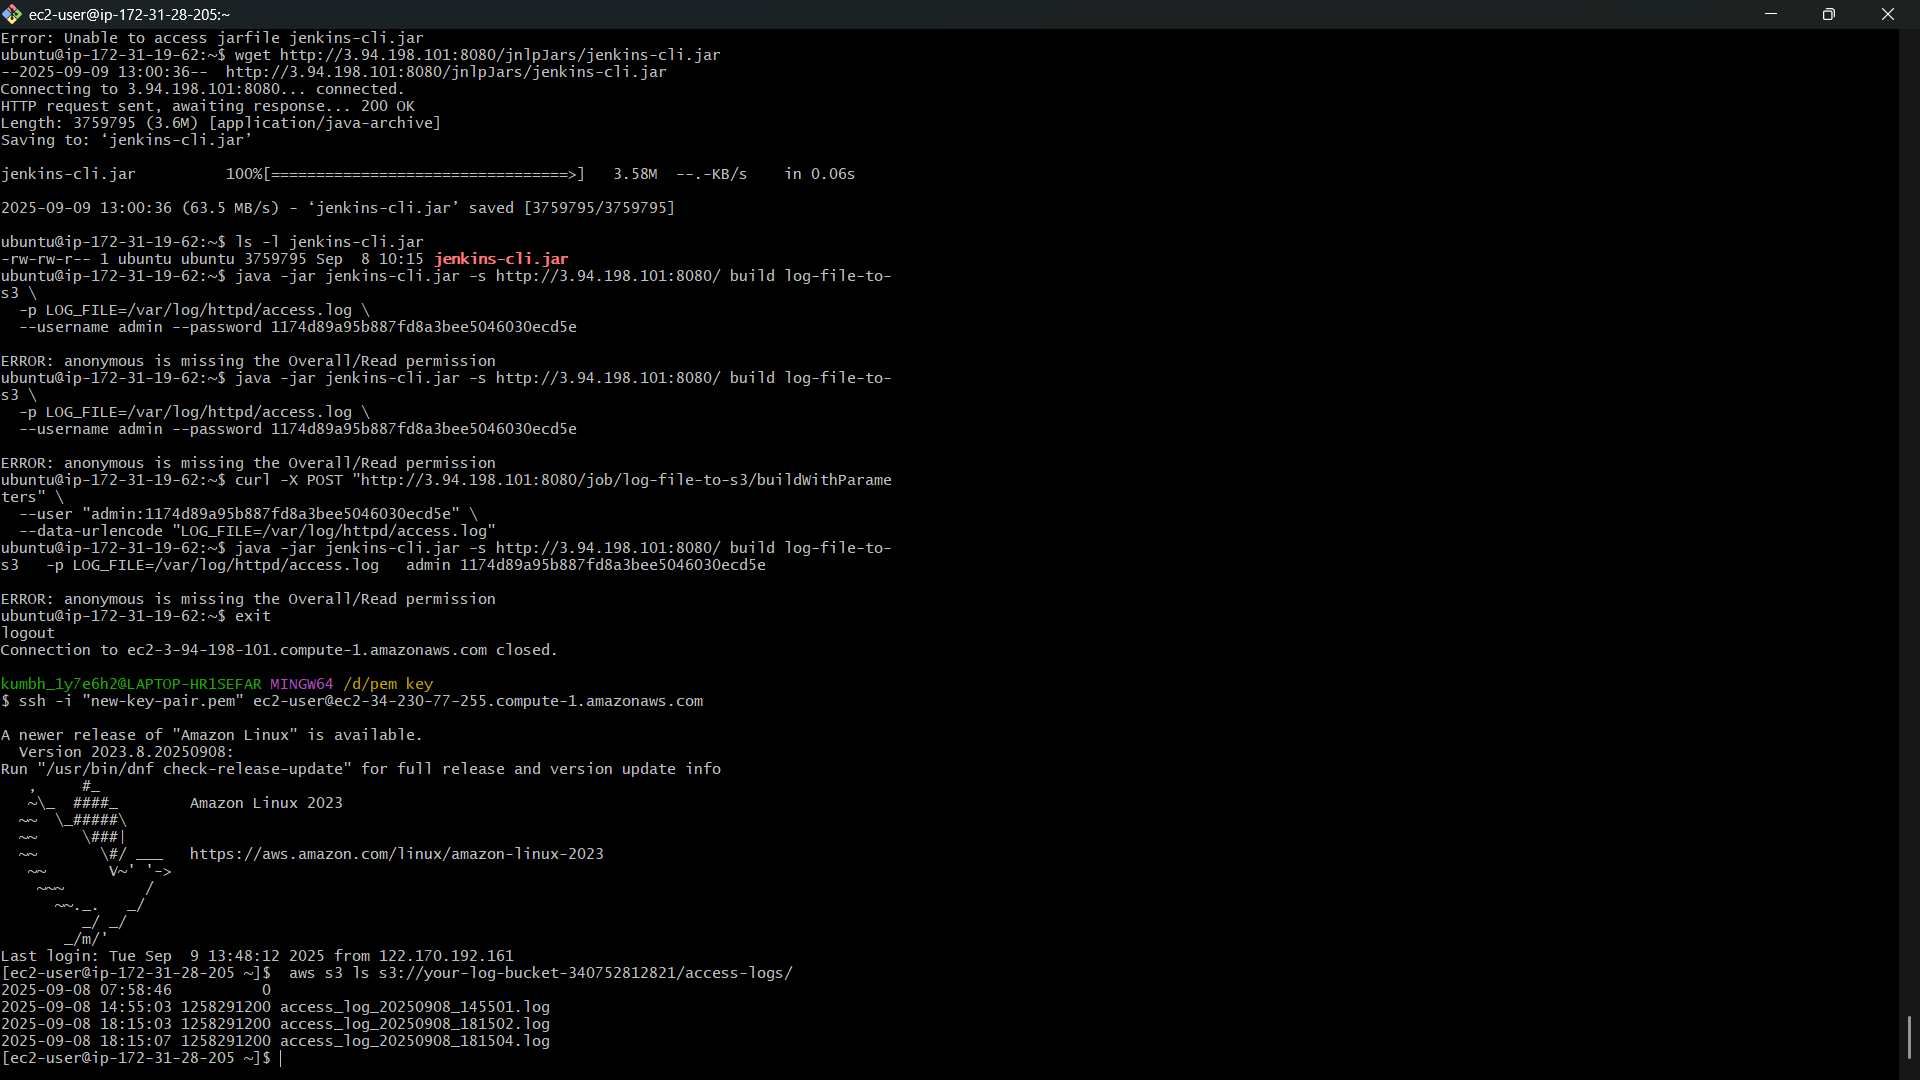 ec2-user@ip-172-31-28-205:~
Error: Unable to access jarfile jenkins-cli.jar
ubuntu@ip-172-31-19-62:~$ wget http://3.94.198.101:8080/jnlpJars/jenkins-cli.jar
--2025-09-09 13:00:36--  http://3.94.198.101:8080/jnlpJars/jenkins-cli.jar
Connecting to 3.94.198.101:8080... connected.
HTTP request sent, awaiting response... 200 OK
Length: 3759795 (3.6M) [application/java-archive]
Saving to: ‘jenkins-cli.jar’
jenkins-cli.jar          100%[=================================>]   3.58M  --.-KB/s    in 0.06s
2025-09-09 13:00:36 (63.5 MB/s) - ‘jenkins-cli.jar’ saved [3759795/3759795]
ubuntu@ip-172-31-19-62:~$ ls -l jenkins-cli.jar
-rw-rw-r-- 1 ubuntu ubuntu 3759795 Sep  8 10:15 jenkins-cli.jar
ubuntu@ip-172-31-19-62:~$ java -jar jenkins-cli.jar -s http://3.94.198.101:8080/ build log-file-to-
s3 \
  -p LOG_FILE=/var/log/httpd/access.log \
  --username admin --password 1174d89a95b887fd8a3bee5046030ecd5e
ERROR: anonymous is missing the Overall/Read permission
ubuntu@ip-172-31-19-62:~$ java -jar jenkins-cli.jar -s http://3.94.198.101:8080/ build log-file-to-
s3 \
  -p LOG_FILE=/var/log/httpd/access.log \
  --username admin --password 1174d89a95b887fd8a3bee5046030ecd5e
ERROR: anonymous is missing the Overall/Read permission
ubuntu@ip-172-31-19-62:~$ curl -X POST "http://3.94.198.101:8080/job/log-file-to-s3/buildWithParame
ters" \
  --user "admin:1174d89a95b887fd8a3bee5046030ecd5e" \
  --data-urlencode "LOG_FILE=/var/log/httpd/access.log"
ubuntu@ip-172-31-19-62:~$ java -jar jenkins-cli.jar -s http://3.94.198.101:8080/ build log-file-to-
s3   -p LOG_FILE=/var/log/httpd/access.log   admin 1174d89a95b887fd8a3bee5046030ecd5e
ERROR: anonymous is missing the Overall/Read permission
ubuntu@ip-172-31-19-62:~$ exit
logout
Connection to ec2-3-94-198-101.compute-1.amazonaws.com closed.
kumbh_1y7e6h2@LAPTOP-HR1SEFAR MINGW64 /d/pem key
$ ssh -i "new-key-pair.pem" ec2-user@ec2-34-230-77-255.compute-1.amazonaws.com
A newer release of "Amazon Linux" is available.
  Version 2023.8.20250908:
Run "/usr/bin/dnf check-release-update" for full release and version update info
   ,     #_
   ~\_  ####_        Amazon Linux 2023
  ~~  \_#####\
  ~~     \###|
  ~~       \#/ ___   https://aws.amazon.com/linux/amazon-linux-2023
   ~~       V~' '->
    ~~~         /
      ~~._.   _/
         _/ _/
       _/m/'
Last login: Tue Sep  9 13:48:12 2025 from 122.170.192.161
[ec2-user@ip-172-31-28-205 ~]$  aws s3 ls s3://your-log-bucket-340752812821/access-logs/
2025-09-08 07:58:46          0
2025-09-08 14:55:03 1258291200 access_log_20250908_145501.log
2025-09-08 18:15:03 1258291200 access_log_20250908_181502.log
2025-09-08 18:15:07 1258291200 access_log_20250908_181504.log
[ec2-user@ip-172-31-28-205 ~]$